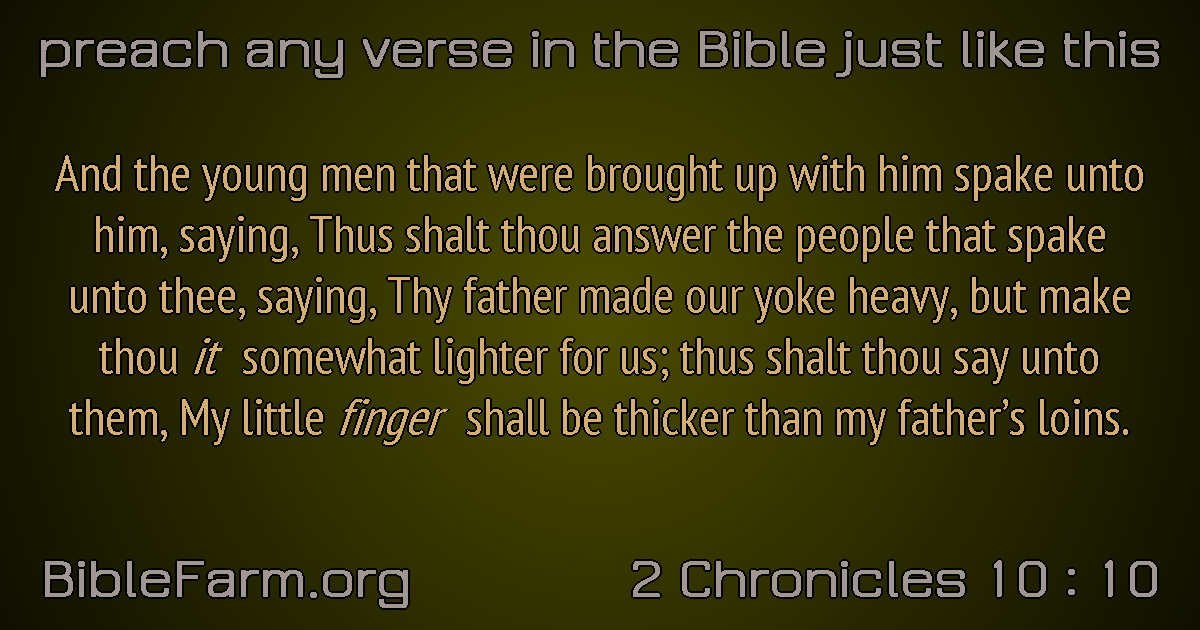 preach any verse in the Bible just like this
And the young men that were brought up with him spake unto
him, saying, Thus shalt thou answer the people that spake
unto thee, saying, Thy father made our yoke heavy, but make
thou it somewhat lighter for us; thus shalt thou say unto
them, My little finger shall be thicker than my father’s loins.
BibleFarm.org
2 Chronicles 10 : 10